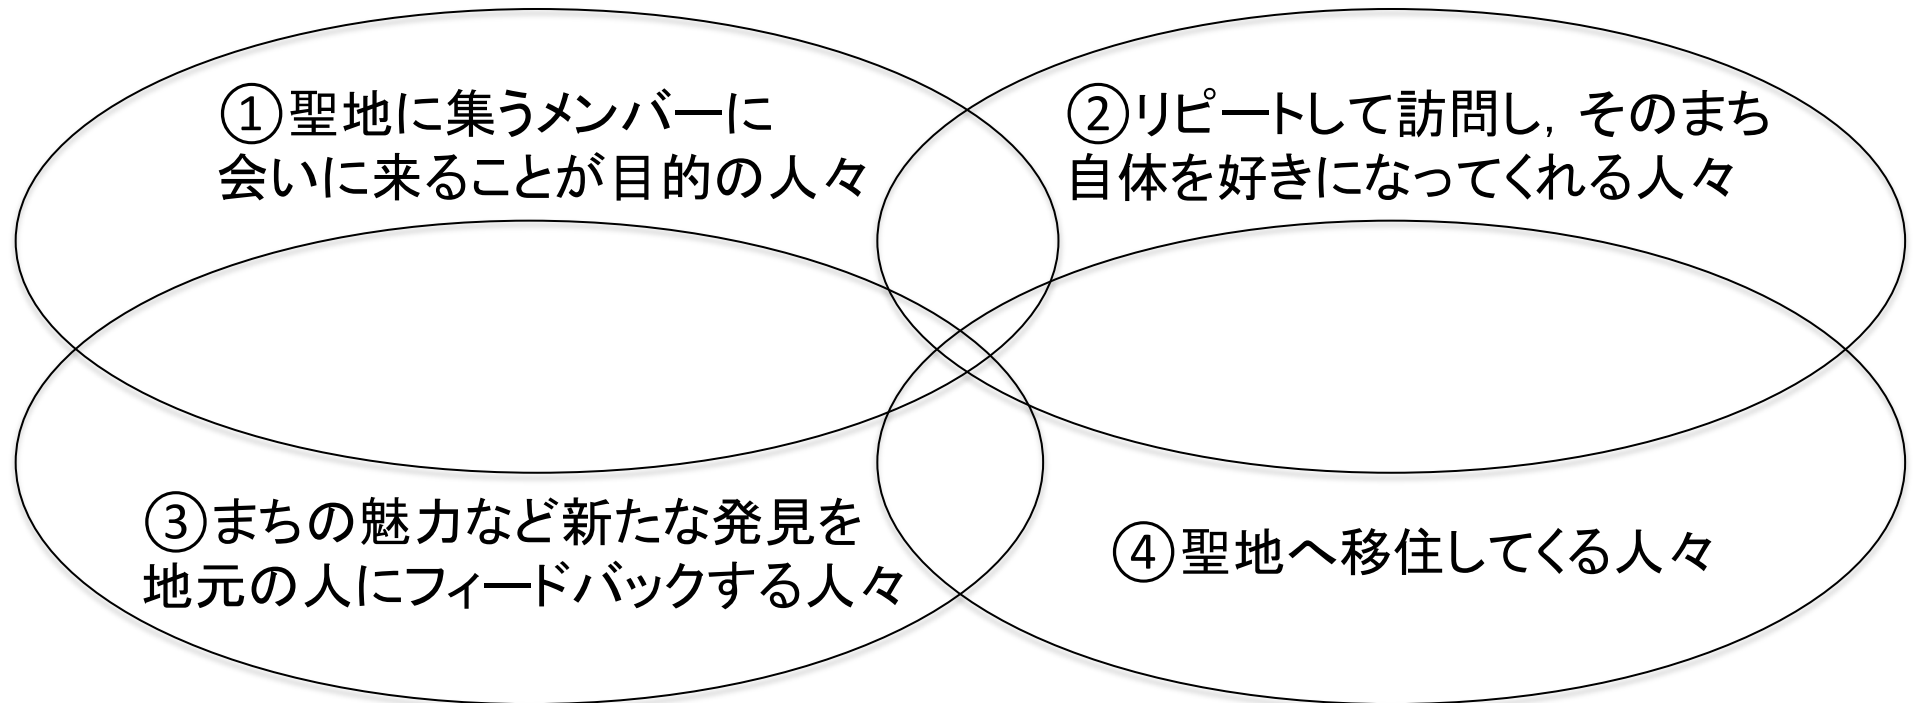 ①聖地に集うメンバーに
会いに来ることが目的の人々
②リピートして訪問し，そのまち
自体を好きになってくれる人々
③まちの魅力など新たな発見を
地元の人にフィードバックする人々
④聖地へ移住してくる人々